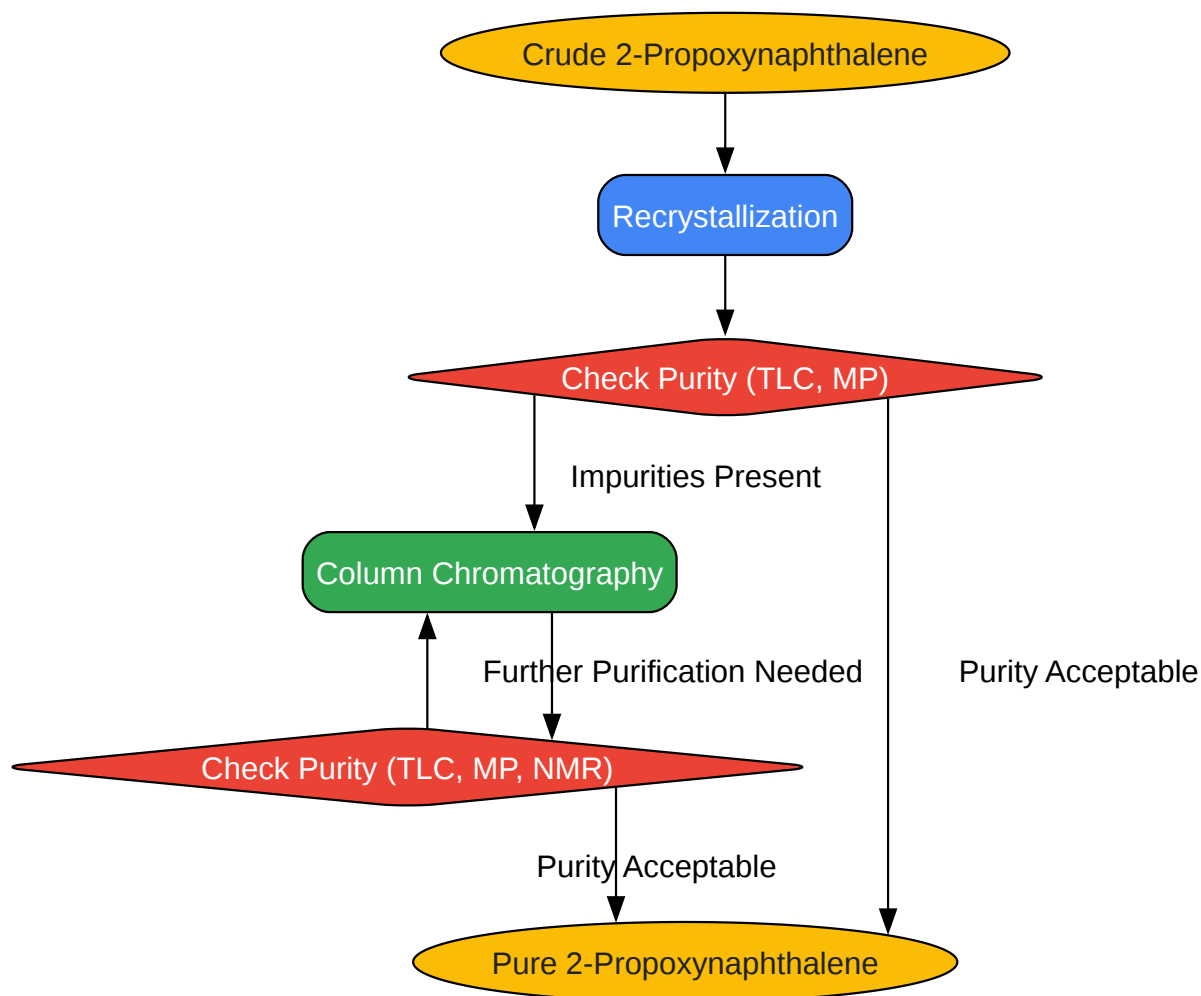 Crude 2-Propoxynaphthalene
Recrystallization
Check Purity (TLC, MP)
Impurities Present
Column Chromatography
Further Purification Needed
Purity Acceptable
Check Purity (TLC, MP, NMR)
Purity Acceptable
Pure 2-Propoxynaphthalene